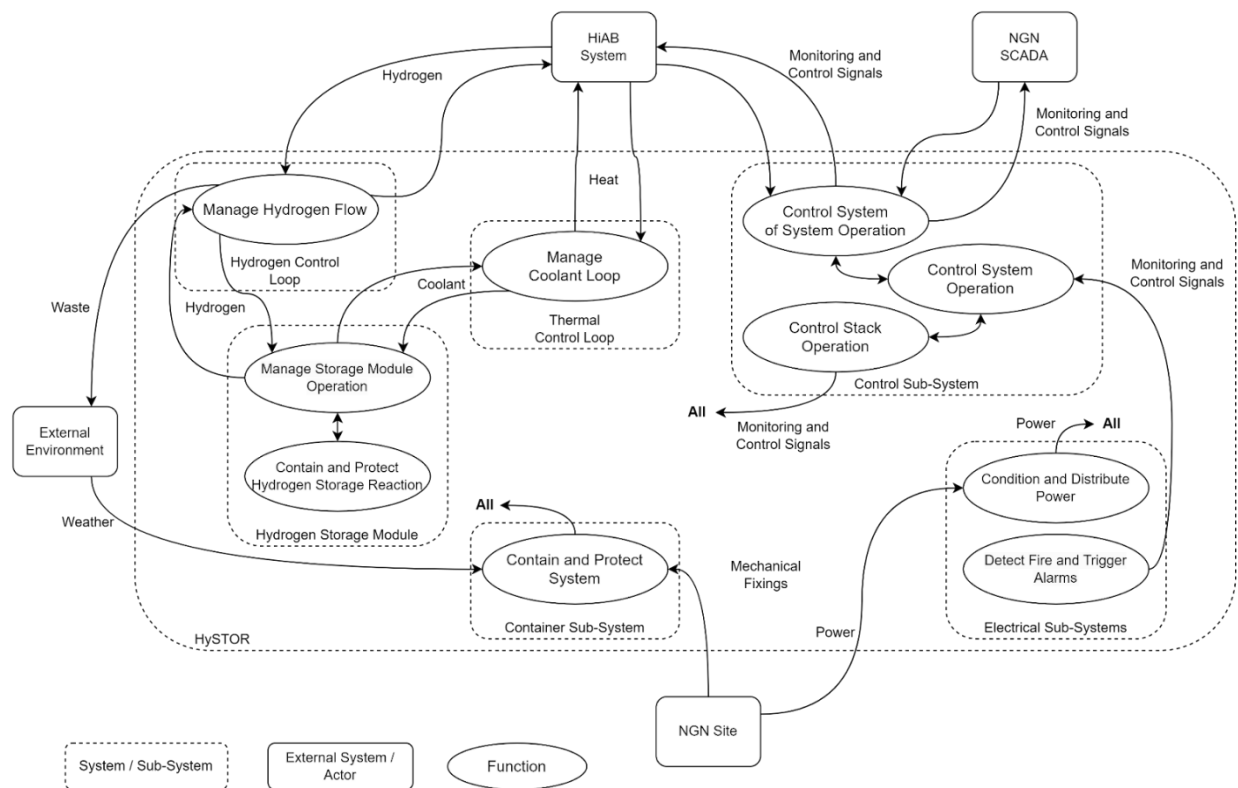 HiAB
System
NGN
SCADA
Hydrogen
Monitoring and
Control Signals
Monitoring and
Control Signals
Heat
Manage Hydrogen Flow
Control System
of System Operation
Manage
Coolant Loop
Hydrogen Control
Loop
Control System
Operation
Monitoring and
Control Signals
Coolant
Waste
Hydrogen
Thermal
Control Loop
Control Stack
Operation
Manage Storage Module
Operation
Control Sub-System
All
Monitoring and
Control Signals
Power
All
External
Environment
Contain and Protect
Hydrogen Storage Reaction
Condition and Distribute
Power
Weather
Hydrogen Storage Module
All
Contain and Protect
System
Mechanical
Fixings
Detect Fire and Trigger
Alarms
Container Sub-System
Power
Electrical Sub-Systems
HySTOR
NGN Site
System / Sub-System
External System /
Actor
Function